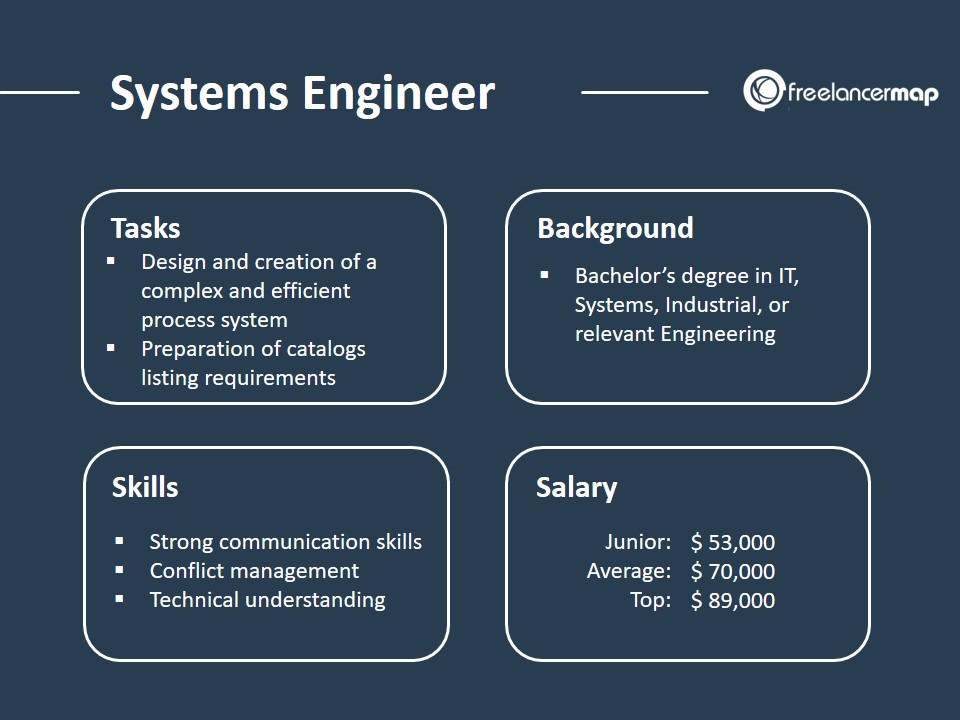 Systems Engineer
freelancermap
Tasks
▪ Design and creation of a
complex and efficient
process system
▪ Preparation of catalogs
listing requirements
Background
▪ Bachelor’s degree in IT,
Systems, Industrial, or
relevant Engineering
Skills
▪ Strong communication skills
▪ Conflict management
▪ Technical understanding
Salary
Junior: $ 53,000
Average: $ 70,000
Top: $ 89,000